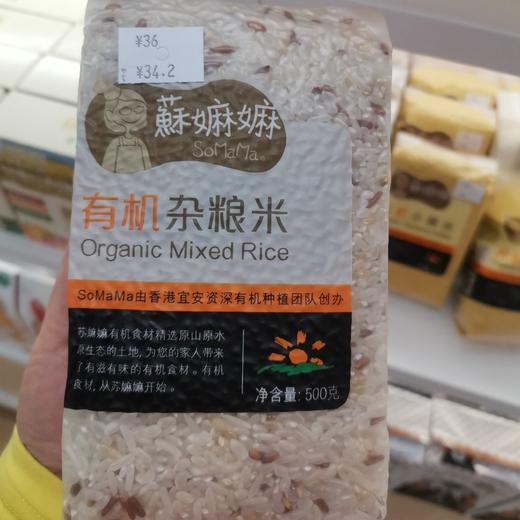 ¥36
¥34.2
蘇嫲嫲
SoMaMa
有机杂粮米
Organic Mixed Rice
SoMaMa由香港宜安资深有机种植团队创办
苏嫲嫲有机食材精选原山原水
原生态的土地,为您的家人带来
了有滋有味的有机食材。有机
食材,从苏嫲嫲开始。
净含量:500克